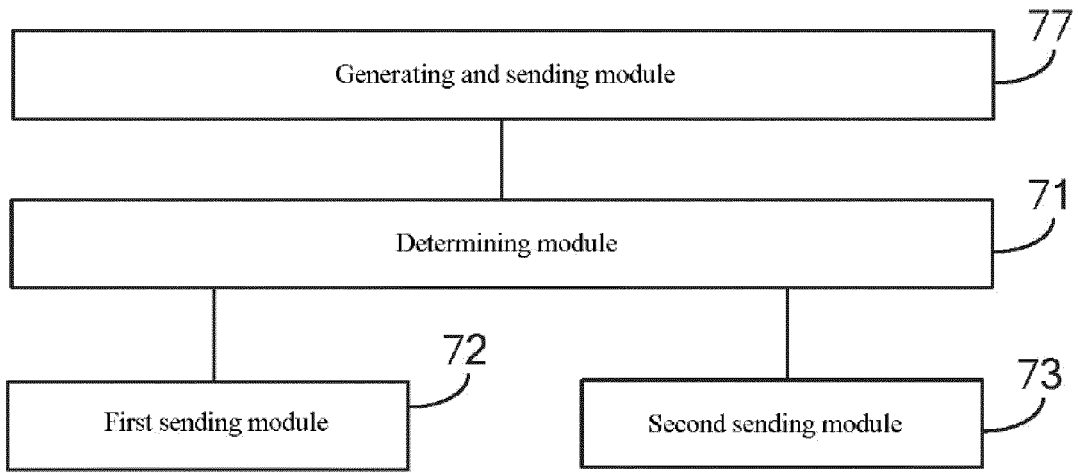 77
Generating and sending module
71
Determining module
72
73
First sending module
Second sending module